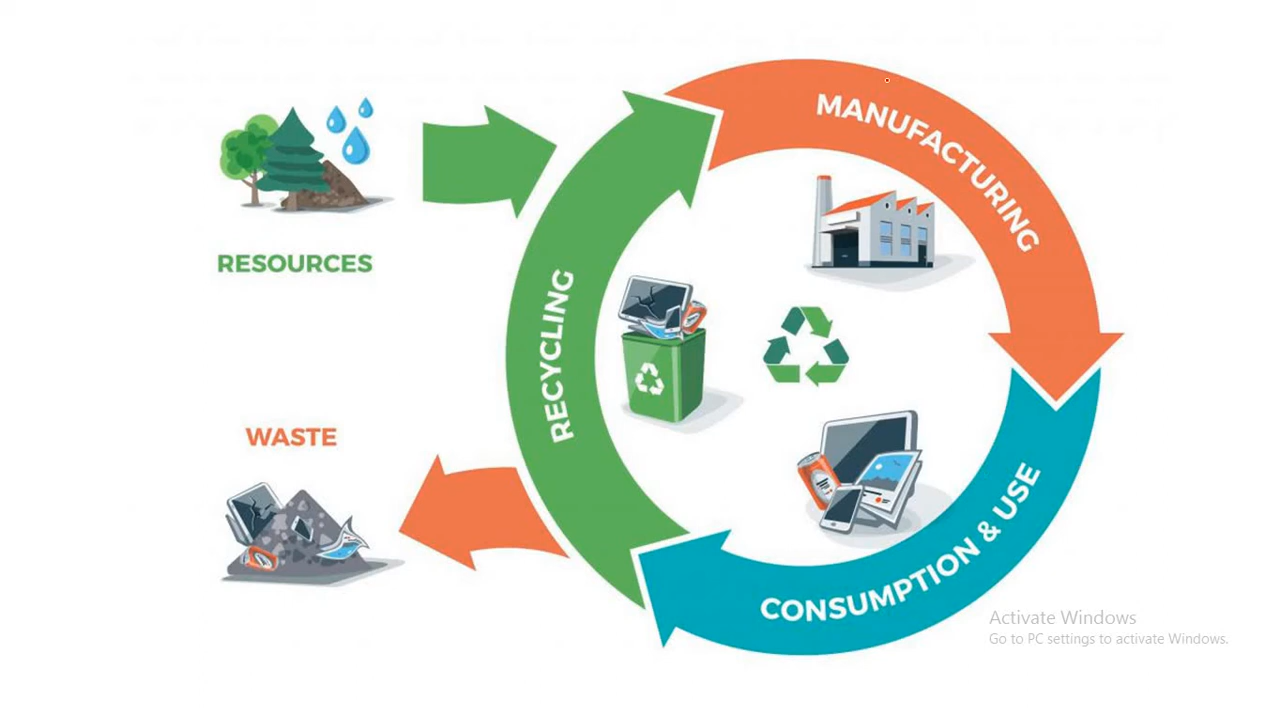 MANUFACTURING
RESOURCES
RECYCLING
WASTE
CONSUMPTION & USE
Activate Windows
Go to PC settings to activate Windows.